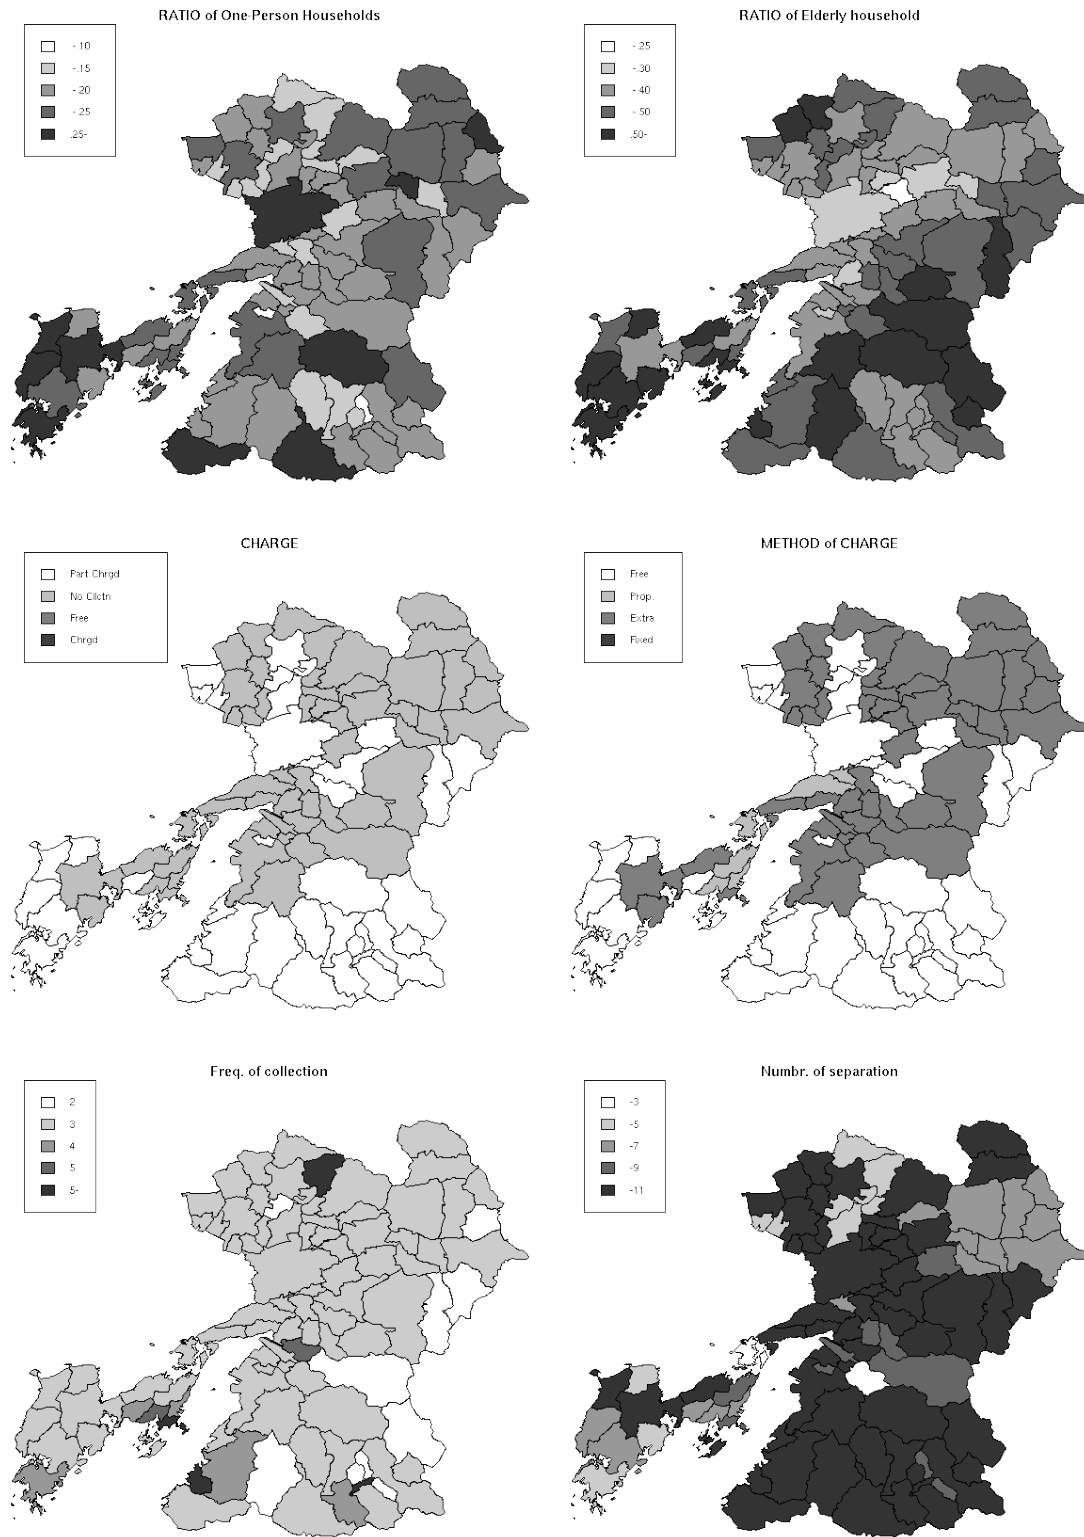 RATIO of One-Person Households
-.10
-.15
-.20
-.25
.25-
RATIO of Elderly household
-.25
-.30
-.40
-.50
.50-
CHARGE
Part.Chrgd
No Cllctn
Free
Chrgd
METHOD of CHARGE
Free
Prop.
Extra
Fixed
Freq. of collection
2
3
4
5
5-
Numbr. of separation
-3
-5
-7
-9
-11